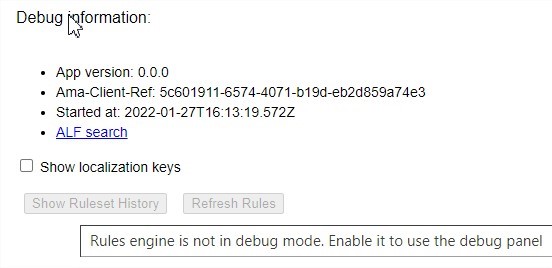 Debug information:
App version: 0.0.0
Ama-Client-Ref: 5c601911-6574-4071-b19d-eb2d859a74e3
Started at: 2022-01-27T16:13:19.572Z
ALF search
Show localization keys
Show Ruleset History Refresh Rules
Rules engine is not in debug mode. Enable it to use the debug panel